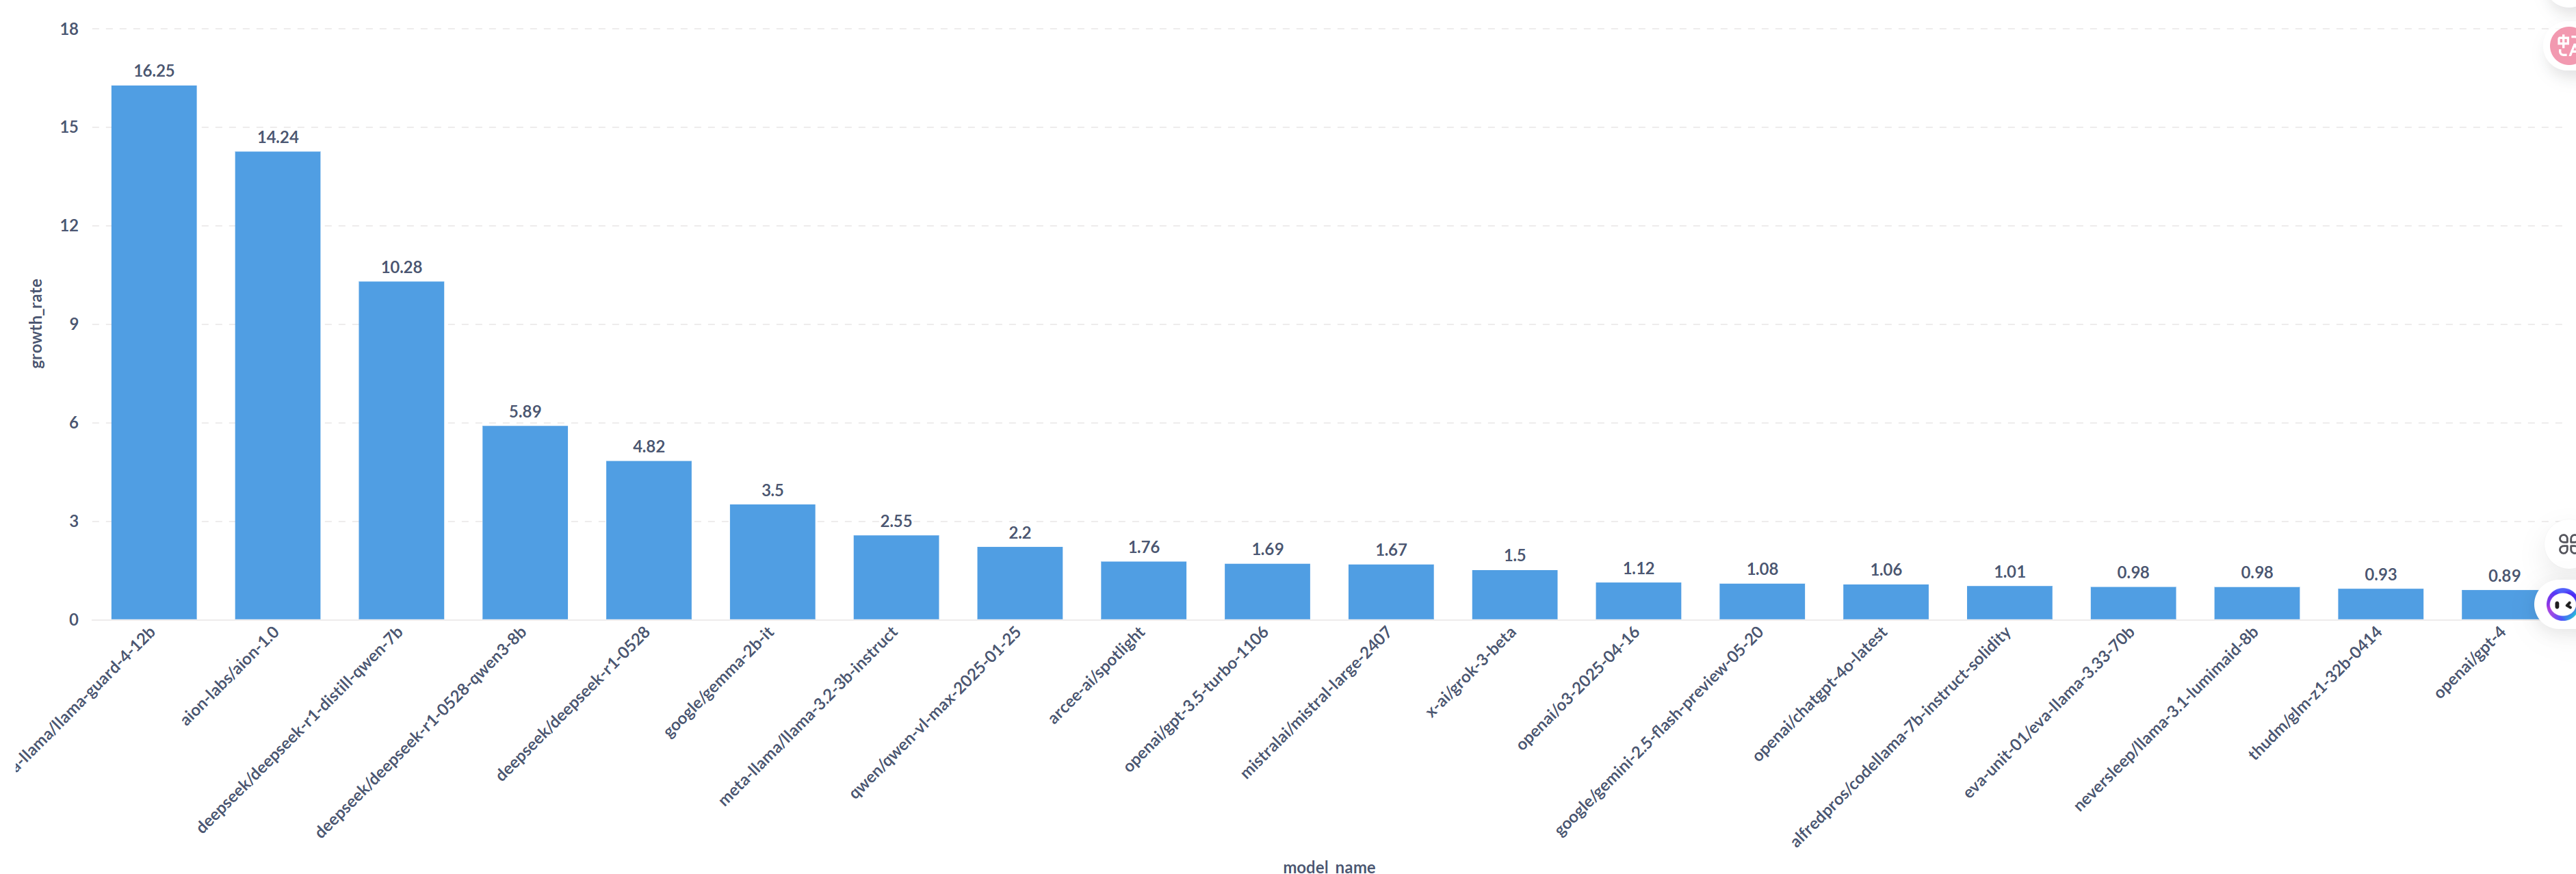 18
15
12
9
6
3
0
growth_rate
16.25
14.24
10.28
5.89
4.82
3.5
2.55
2.2
1.76
1.69
1.67
1.5
1.12
1.08
1.06
1.01
0.98
0.98
0.93
0.89
a-llama/llama-guard-4-12b
aion-labs/aion-1.0
deepseek/deepseek-r1-distill-qwen-7b
deepseek/deepseek-r1-0528-qwen3-8b
deepseek/deepseek-r1-0528
google/gemma-2b-it
meta-llama/llama-3.2-3b-instruct
qwen/qwen-vl-max-2025-01-25
arcee-ai/spotlight
openai/gpt-3.5-turbo-1106
mistralai/mistral-large-2407
x-ai/grok-3-beta
openai/o3-2025-04-16
google/gemini-2.5-flash-preview-05-20
openai/chatgpt-4o-latest
alfredpros/codellama-7b-instruct-solidity
eva-unit-01/eva-llama-3.33-70b
neversleep/llama-3.1-lumimaid-8b
thudm/glm-z1-32b-0414
openai/gpt-4
model name
中